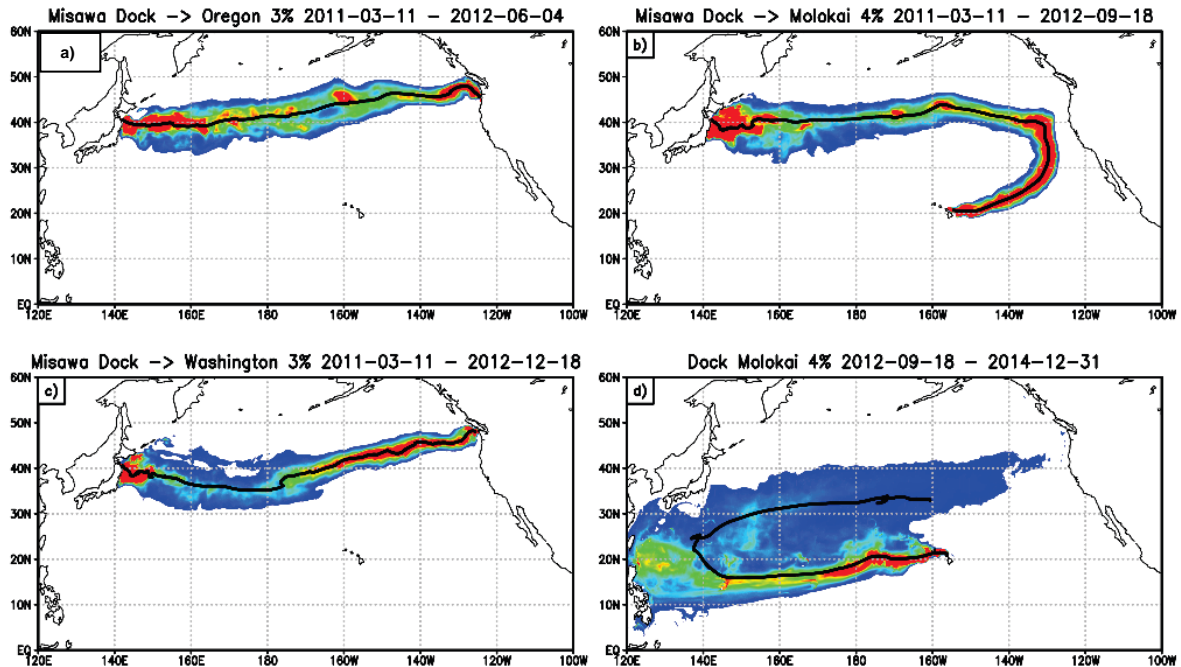 Misawa Dock -> Oregon 3% 2011-03-11 - 2012-06-04
a)
60N
50N
40N
30N
20N
10N
EQ
120E 140E 160E 180 160W 140W 120W 100W
Misawa Dock -> Molokai 4% 2011-03-11 - 2012-09-18
b)
60N
50N
40N
30N
20N
10N
EQ
120E 140E 160E 180 160W 140W 120W 100W
Misawa Dock -> Washington 3% 2011-03-11 - 2012-12-18
c)
60N
50N
40N
30N
20N
10N
EQ
120E 140E 160E 180 160W 140W 120W 100W
Dock Molokai 4% 2012-09-18 - 2014-12-31
d)
60N
50N
40N
30N
20N
10N
EQ
120E 140E 160E 180 160W 140W 120W 100W